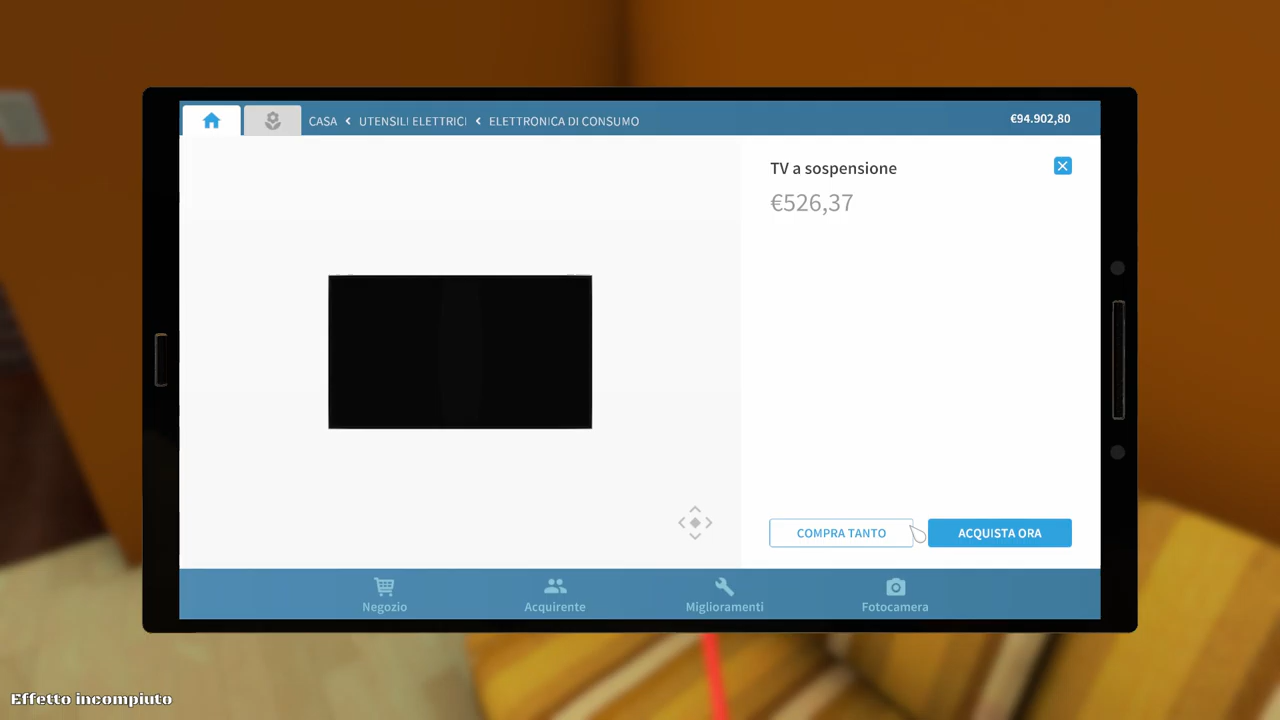 CASA < UTENSILI ELETTRICI < ELETTRONICA DI CONSUMO
€94.902,80
TV a sospensione
€526,37
COMPRA TANTO
ACQUISTA ORA
Negozio
Acquirente
Miglioramenti
Fotocamera
Effetto incompiuto